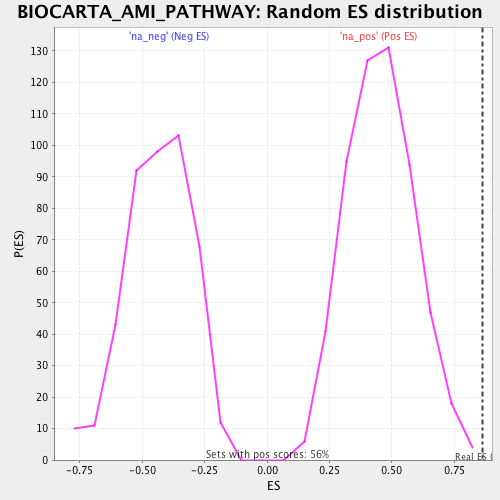 BIOCARTA_AMI_PATHWAY: Random ES distribution
'na_neg' (Neg ES) 'na_pos' (Pos ES)
130
120
110
100
90
80
70
60
50
40
30
20
10
0
P(ES)
Sets with pos scores: 56%
Real ES (
-0.75 -0.50 -0.25 0.00 0.25 0.50 0.75
ES